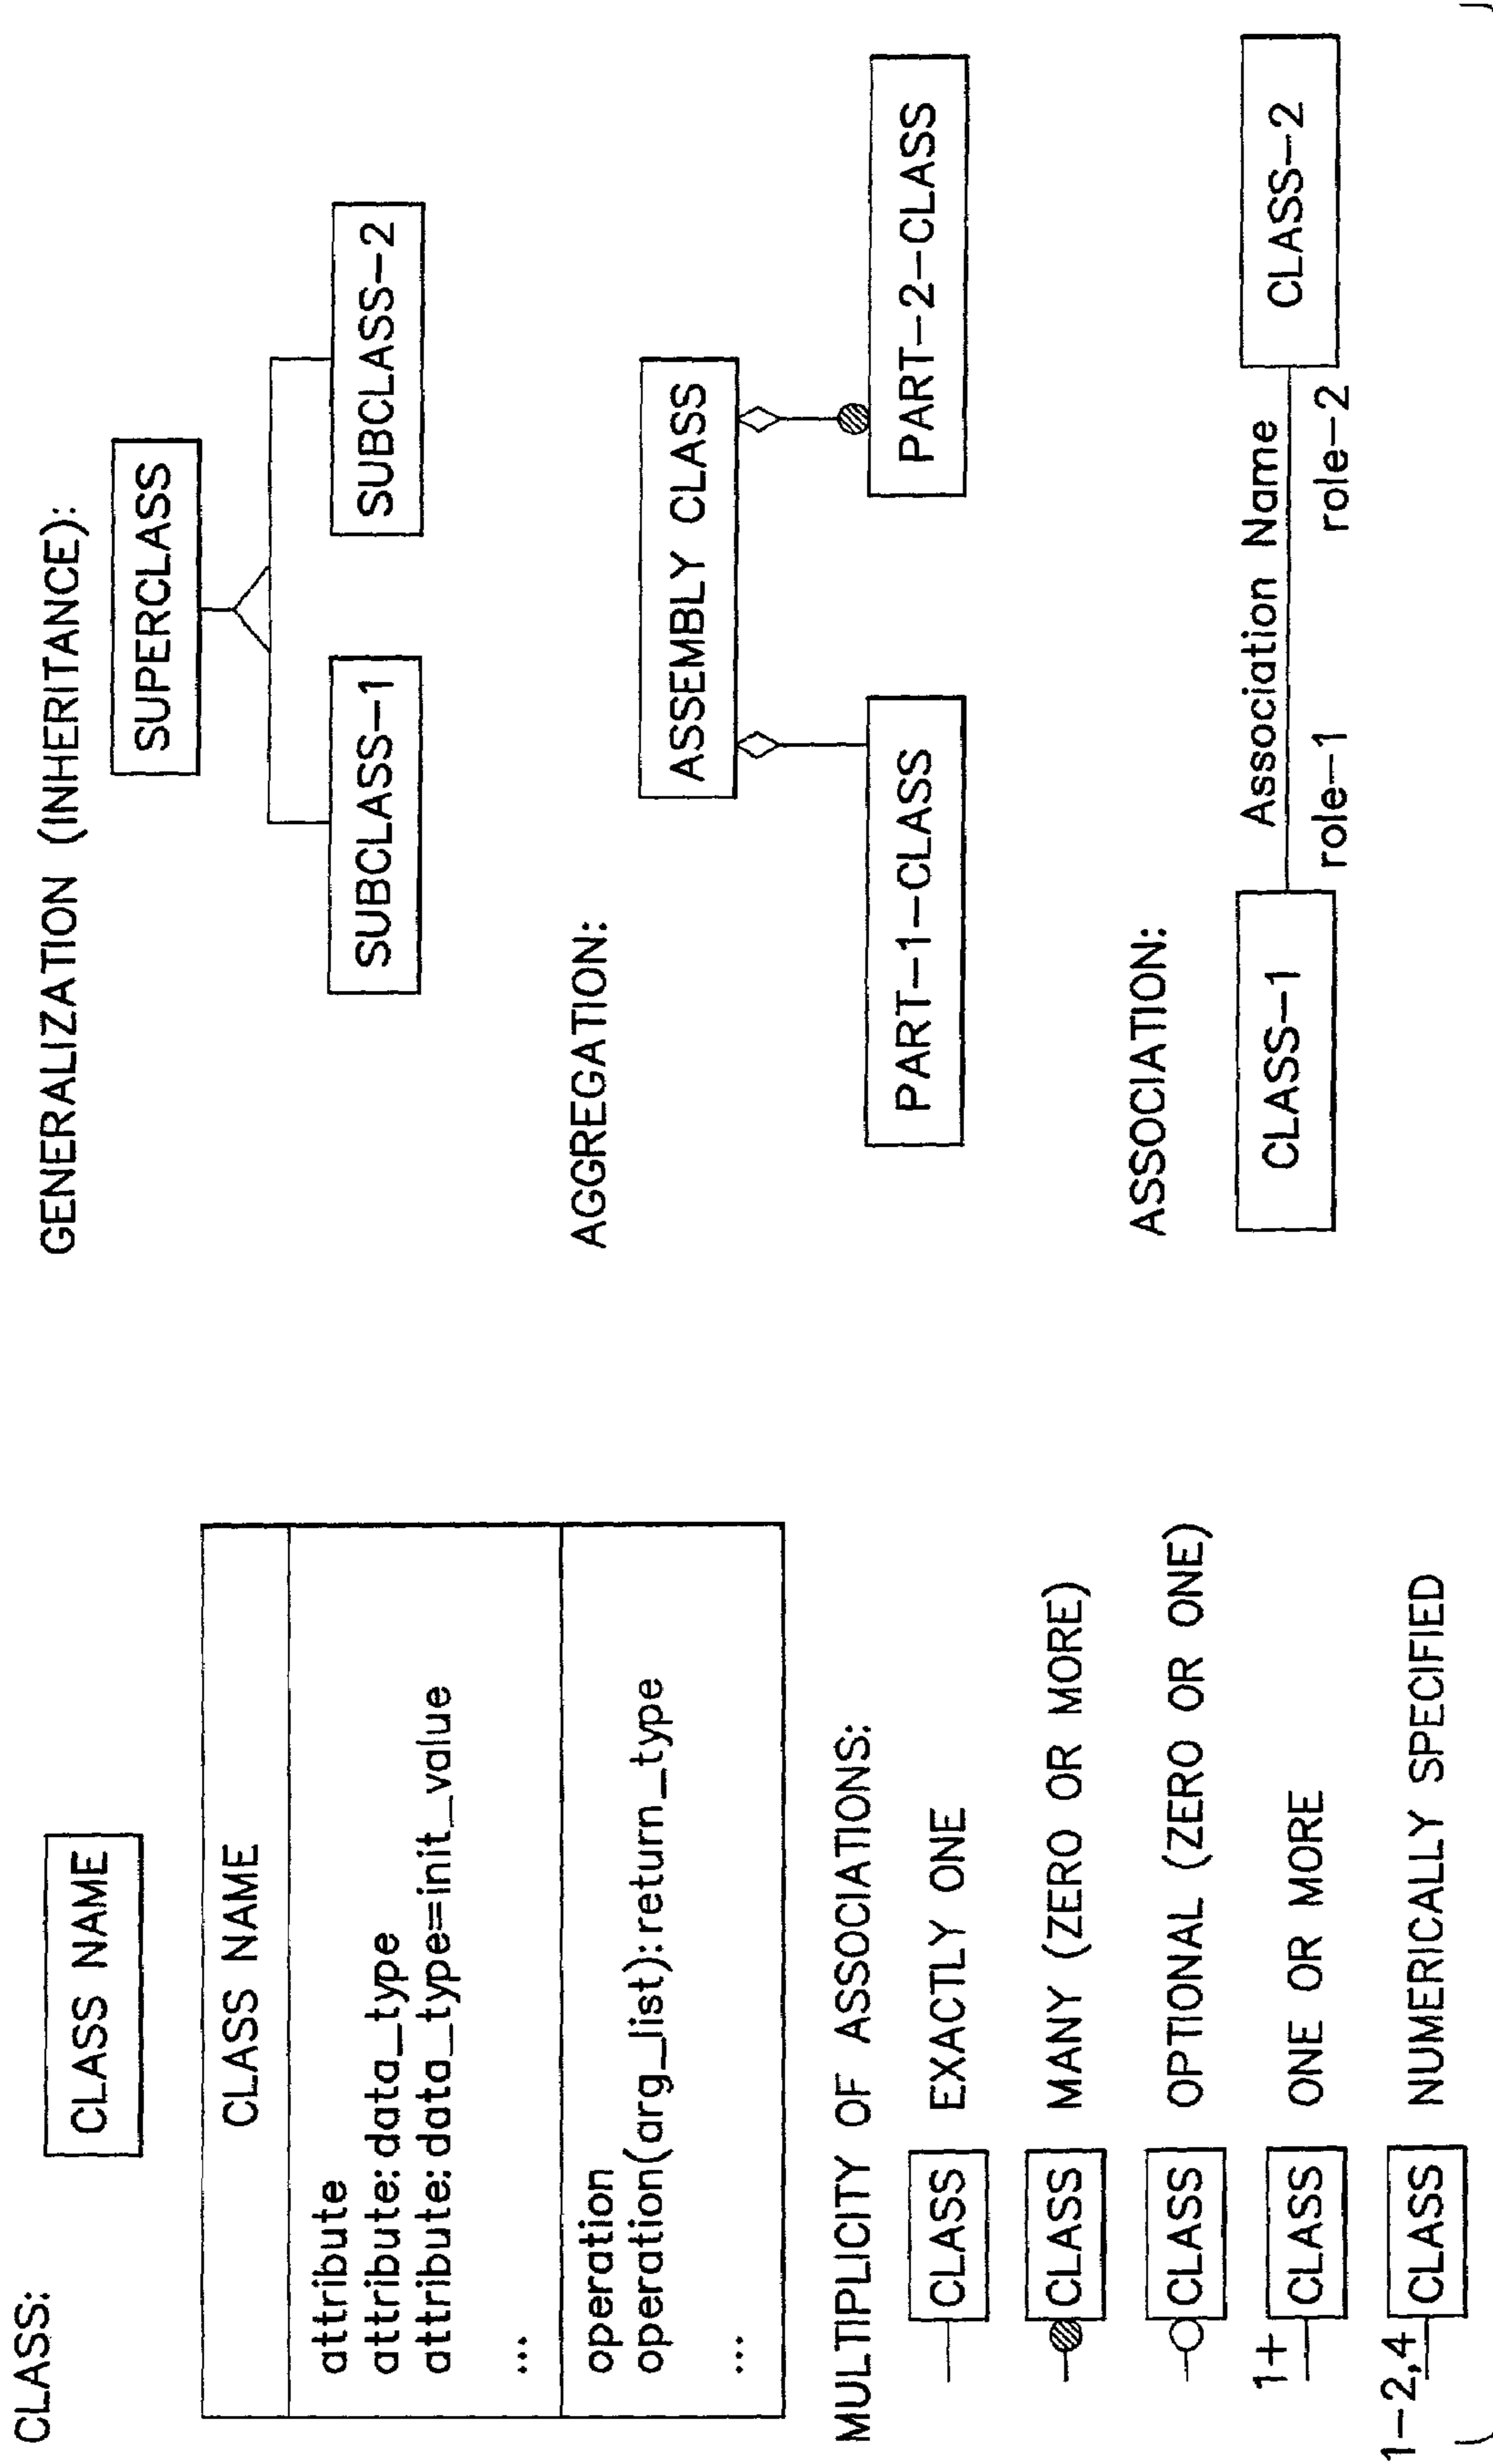 CLASS:
CLASS NAME
CLASS NAME
attribute
attribute: data_type
attribute: data_type=init_value
...
operation
operation(arg_list): return_type
...
MULTIPLICITY OF ASSOCIATIONS:
CLASS EXACTLY ONE
CLASS MANY (ZERO OR MORE)
CLASS OPTIONAL (ZERO OR ONE)
1+ CLASS ONE OR MORE
1-2,4 CLASS NUMERICALLY SPECIFIED
GENERALIZATION (INHERITANCE):
SUPERCLASS
SUBCLASS-1 SUBCLASS-2
AGGREGATION:
ASSEMBLY CLASS
PART-1-CLASS PART-2-CLASS
ASSOCIATION:
CLASS-1 Association Name CLASS-2
role-1 role-2